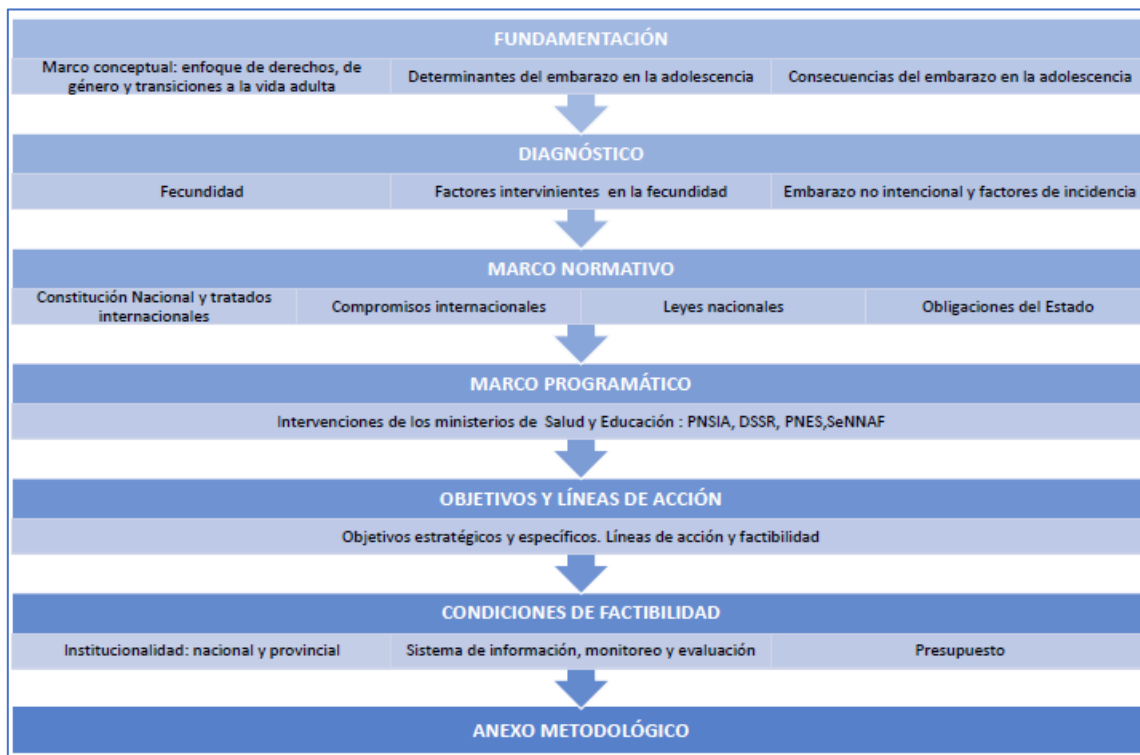 FUNDAMENTACIÓN
Marco conceptual: enfoque de derechos, de
género y transiciones a la vida adulta
Determinantes del embarazo en la adolescencia
Consecuencias del embarazo en la adolescencia
DIAGNÓSTICO
Fecundidad
Factores intervinientes en la fecundidad
Embarazo no intencional y factores de incidencia
MARCO NORMATIVO
Constitución Nacional y tratados
internacionales
Compromisos internacionales
Leyes nacionales
Obligaciones del Estado
MARCO PROGRAMÁTICO
Intervenciones de los ministerios de Salud y Educación : PNSIA, DSSR, PNES,SeNNAF
OBJETIVOS Y LÍNEAS DE ACCIÓN
Objetivos estratégicos y específicos. Líneas de acción y factibilidad
CONDICIONES DE FACTIBILIDAD
Institucionalidad: nacional y provincial
Sistema de información, monitoreo y evaluación
Presupuesto
ANEXO METODOLÓGICO